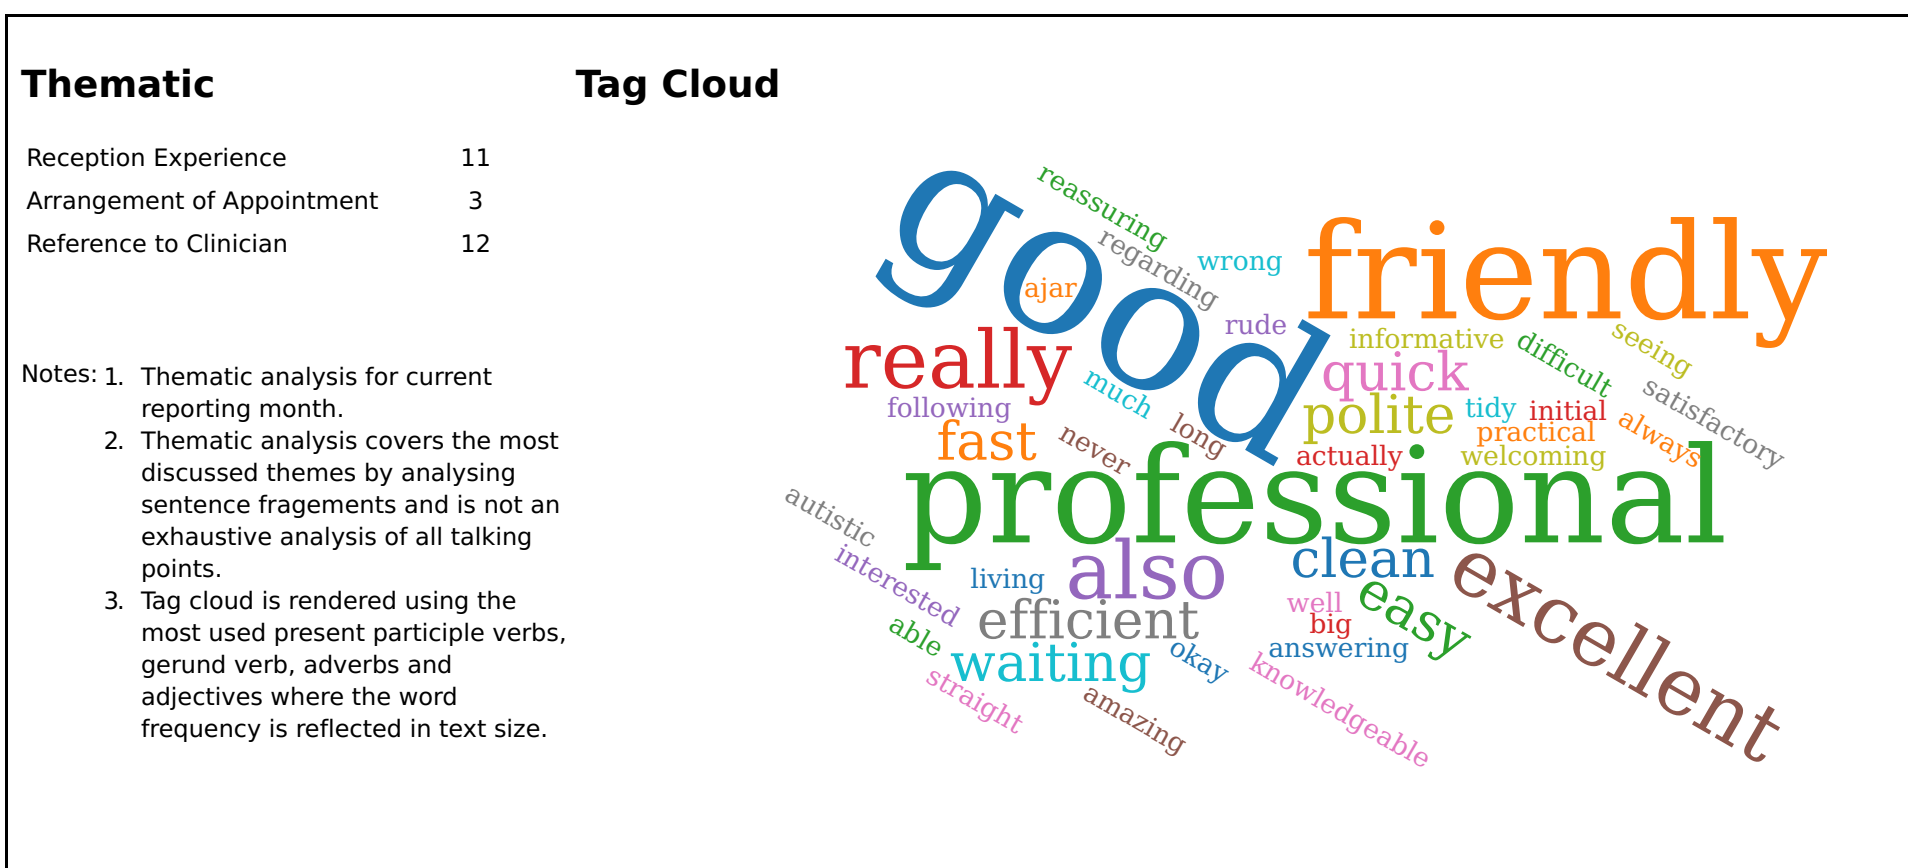 Thematic
Tag Cloud
Reception Experience 11
Arrangement of Appointment 3
Reference to Clinician 12
Notes: 1. Thematic analysis for current
reporting month.
2. Thematic analysis covers the most
discussed themes by analysing
sentence fragements and is not an
exhaustive analysis of all talking
points.
3. Tag cloud is rendered using the
most used present participle verbs,
gerund verb, adverbs and
adjectives where the word
frequency is reflected in text size.
good
reassuring
regarding
wrong
friendly
ajar
rude
informative
difficult
seeing
really
quick
much
following
polite
tidy
initial
satisfactory
practical
always
fast
never
long
actually
welcoming
professional
autistic
interested
living
also
clean
excellent
easy
efficient
well
big
able
waiting
okay
answering
knowledgeable
straight
amazing